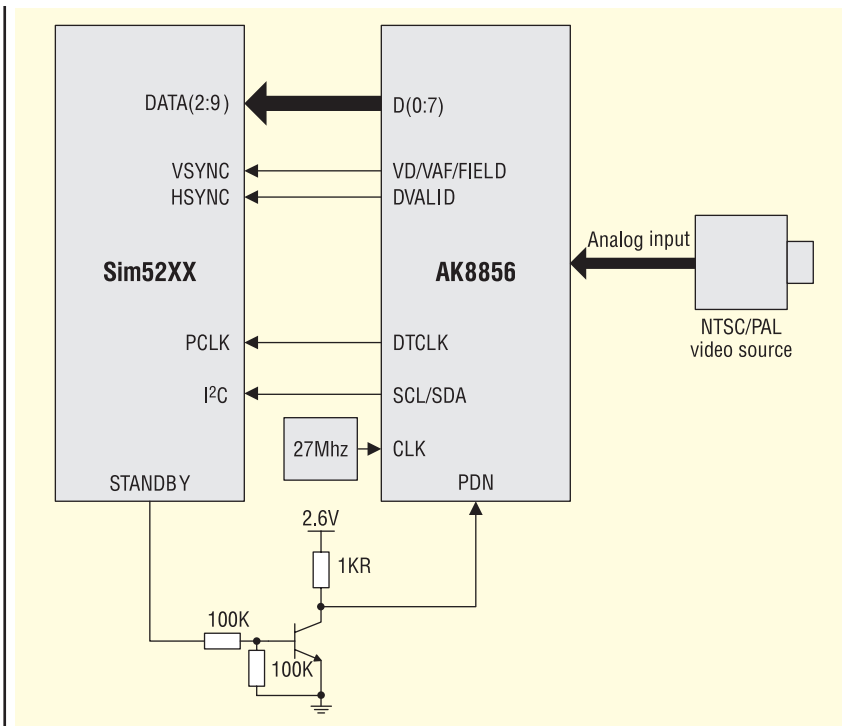 DATA(2:9)
D(0:7)
VSYNC
VD/VAF/FIELD
HSYNC
DVALID
Analog input
Sim52XX
AK8856
NTSC/PAL
video source
PCLK
DTCLK
I²C
SCL/SDA
27Mhz
CLK
STANDBY
PDN
2.6V
1KR
100K
100K